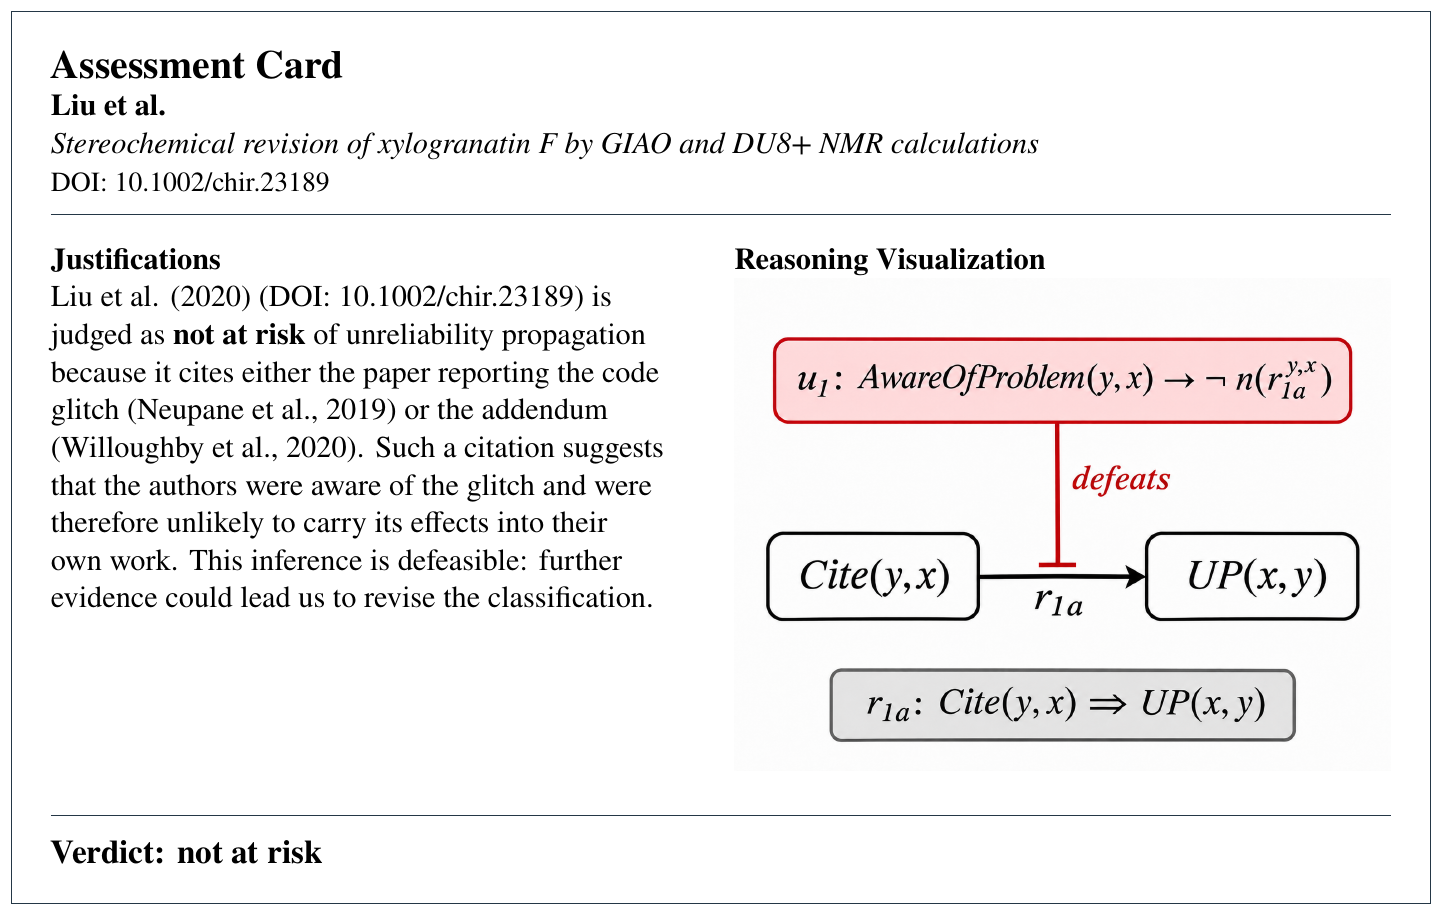 Assessment Card
Liu et al.
Stereochemical revision of xylogranatin F by GIAO and DU8+ NMR calculations
DOI: 10.1002/chir.23189
Justifications
Liu et al. (2020) (DOI: 10.1002/chir.23189) is
judged as not at risk of unreliability propagation
because it cites either the paper reporting the code
glitch (Neupane et al., 2019) or the addendum
(Willoughby et al., 2020). Such a citation suggests
that the authors were aware of the glitch and were
therefore unlikely to carry its effects into their
own work. This inference is defeasible: further
evidence could lead us to revise the classification.
Reasoning Visualization
u₁: AwareOfProblem(y, x) → ¬ n(r₁ₐ^{y,x})
defeats
Cite(y, x)
r₁ₐ
UP(x, y)
r₁ₐ: Cite(y, x) ⇒ UP(x, y)
Verdict: not at risk